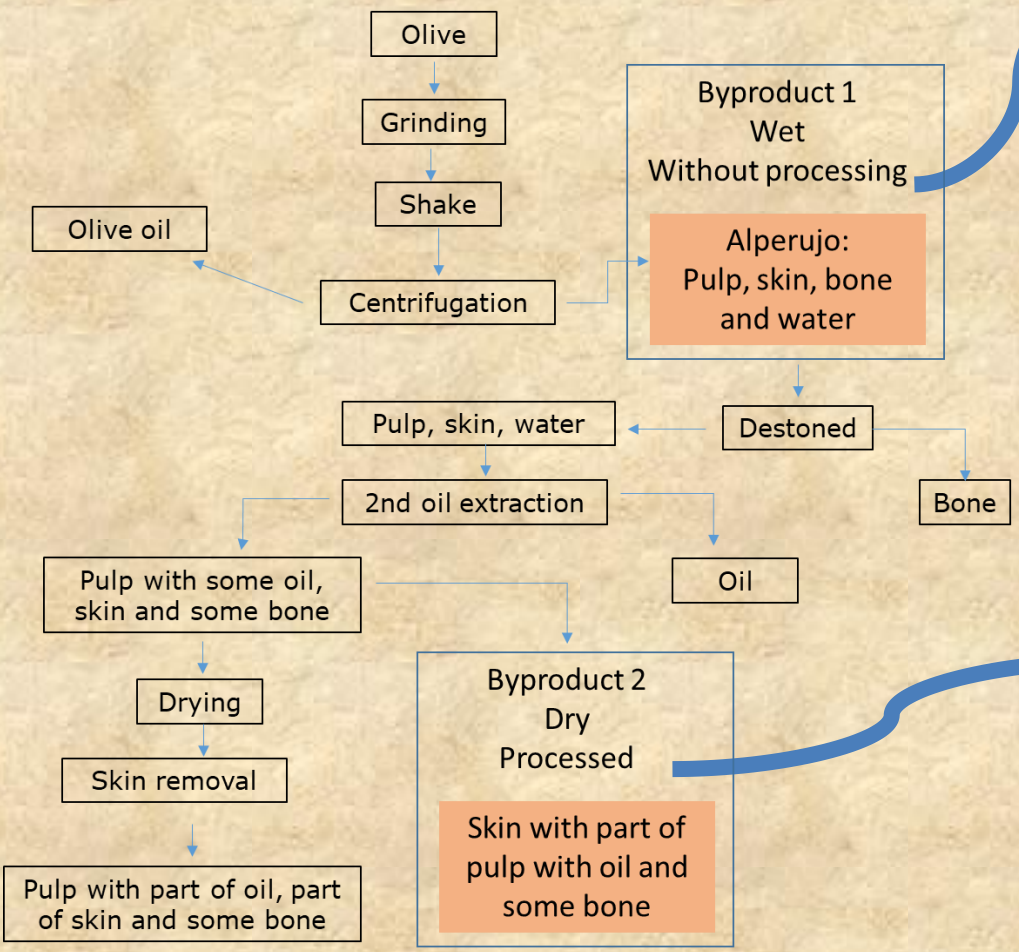 Olive
Grinding
Shake
Olive oil
Centrifugation
Byproduct 1
Wet
Without processing
Alperujo:
Pulp, skin, bone
and water
Pulp, skin, water
Destoned
2nd oil extraction
Bone
Pulp with some oil,
skin and some bone
Oil
Drying
Skin removal
Pulp with part of oil, part
of skin and some bone
Byproduct 2
Dry
Processed
Skin with part of
pulp with oil and
some bone